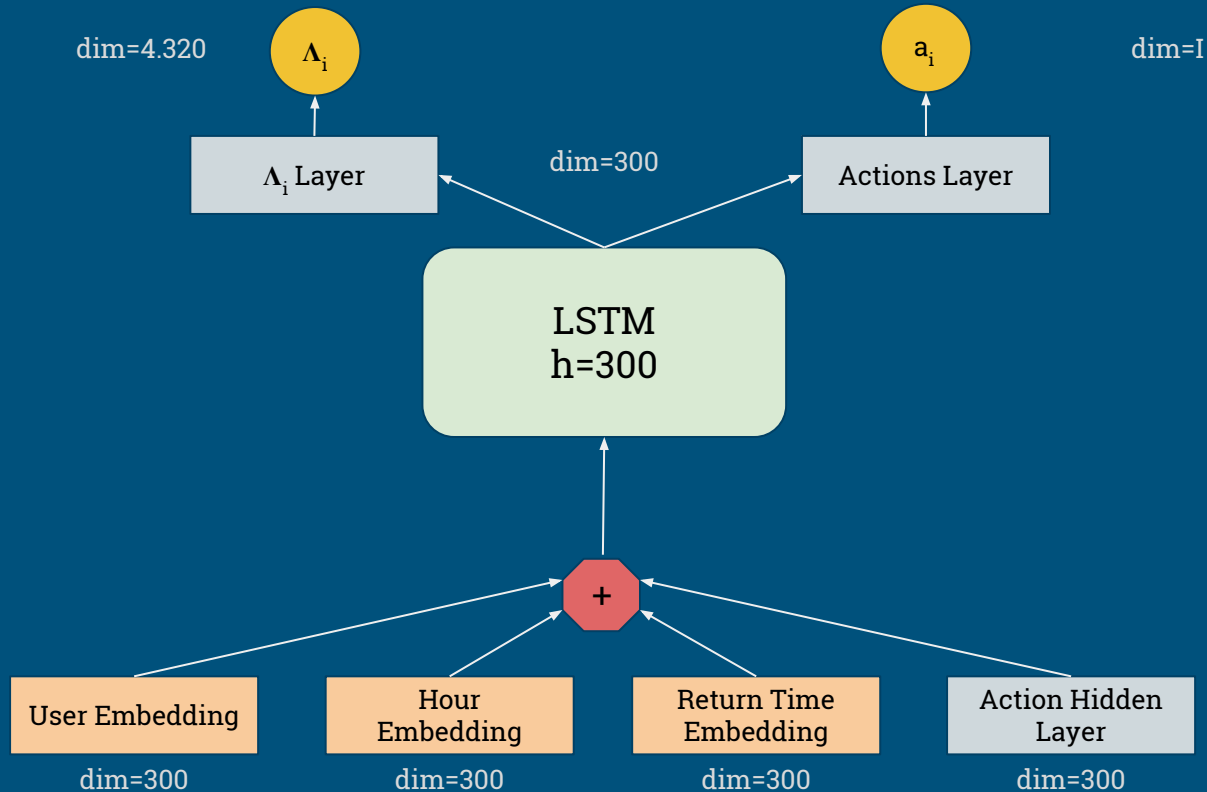 dim=4.320
Λi
ai
dim=I
Λi Layer
dim=300
Actions Layer
LSTM
h=300
+
User Embedding
Hour
Embedding
Return Time
Embedding
Action Hidden
Layer
dim=300
dim=300
dim=300
dim=300